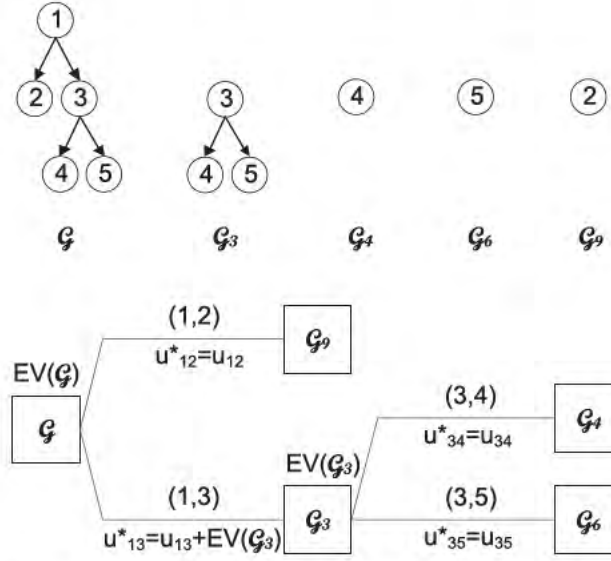 1
2 3 3 4 5 2
4 5 4 5
𝒢 𝒢3 𝒢4 𝒢6 𝒢9
(1,2)
u*12=u12
𝒢9
EV(𝒢)
𝒢
(3,4)
u*34=u34
𝒢4
EV(𝒢3)
(1,3)
u*13=u13+EV(𝒢3)
𝒢3
(3,5)
u*35=u35
𝒢6